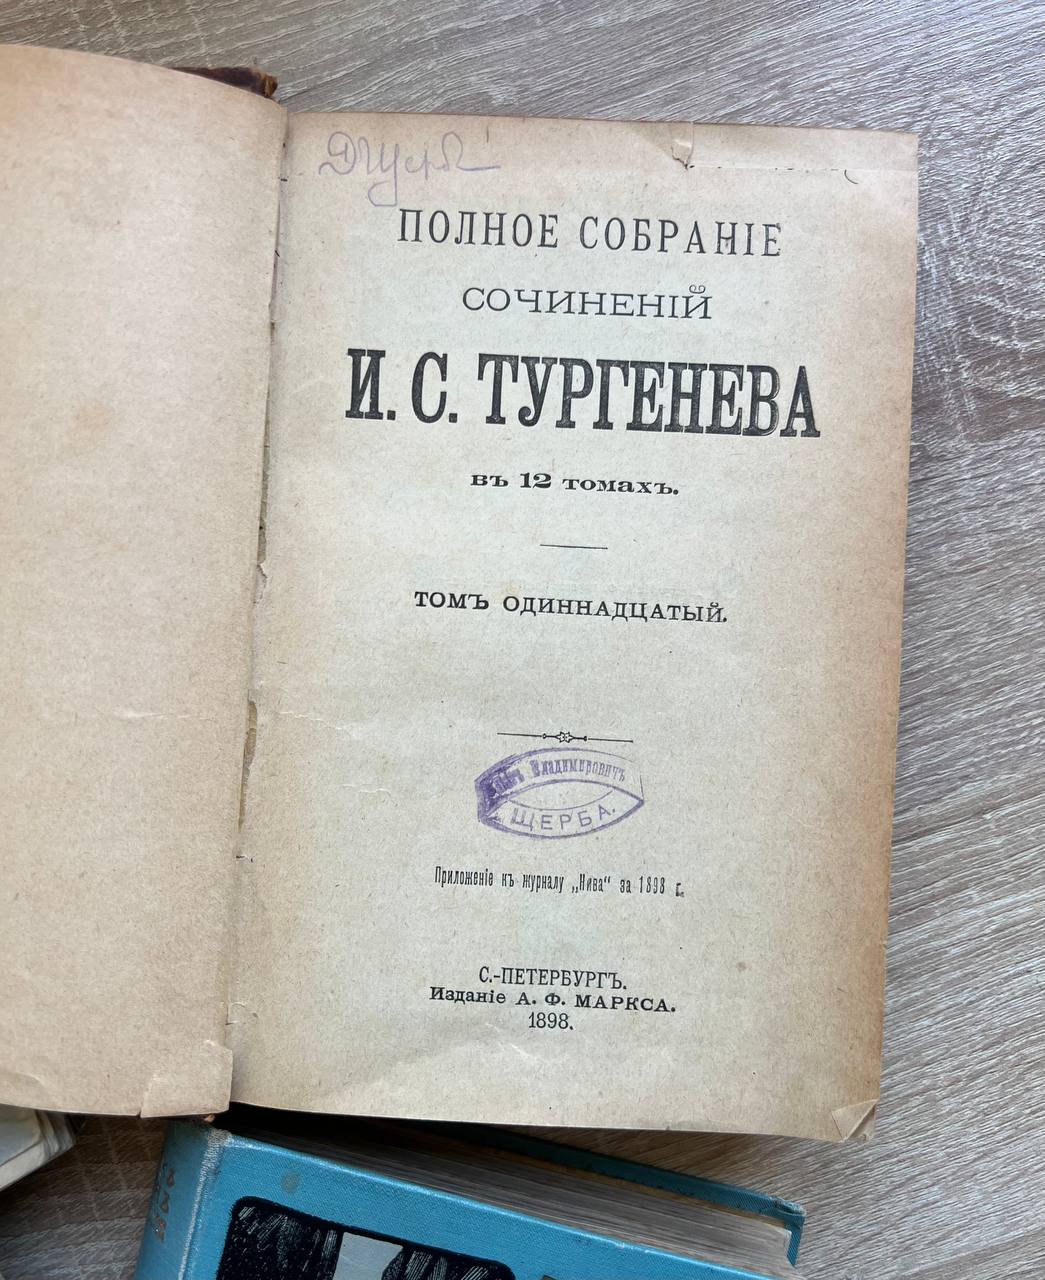 ПОЛНОЕ СОБРАНІЕ
СОЧИНЕНІЙ
И. С. ТУРГЕНЕВА
въ 12 томахъ.
ТОМЪ ОДИННАДЦАТЫЙ.
Владимировичъ
ЩЕРБА.
Приложеніе къ журналу „Нива“ за 1898 г.
С.-ПЕТЕРБУРГЪ.
Изданіе А. Ф. МАРКСА.
1898.